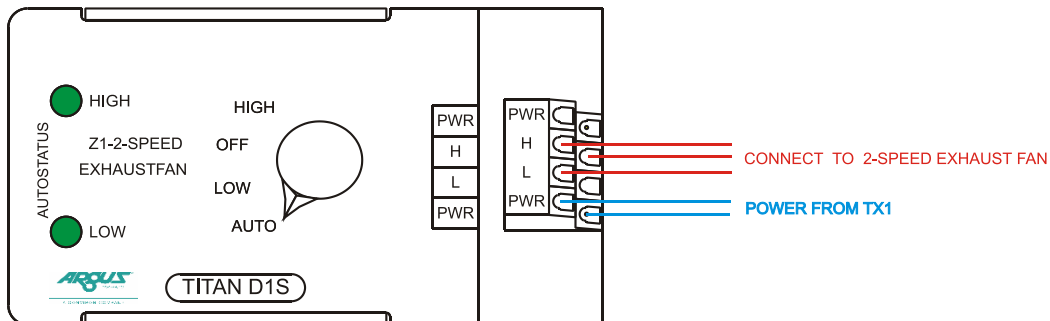 AUTOSTATUS
HIGH
Z1-2-SPEED
EXHAUSTFAN
LOW
HIGH
OFF
LOW
AUTO
ARGUS
TITAN D1S
PWR
H
L
PWR
PWR
H
L
PWR
CONNECT TO 2-SPEED EXHAUST FAN
POWER FROM TX1